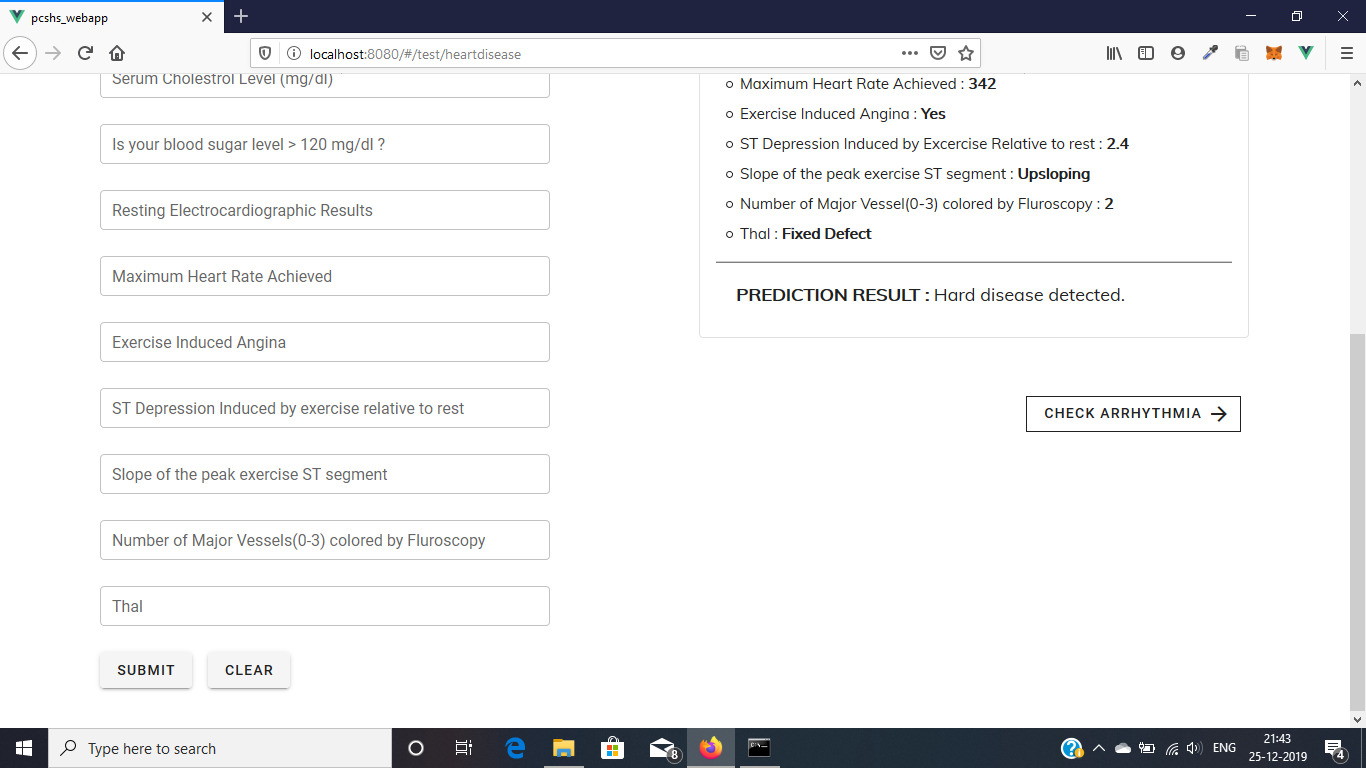 pcshs_webapp
localhost:8080/#/test/heartdisease
Serum Cholestrol Level (mg/dl)
Is your blood sugar level > 120 mg/dl ?
Resting Electrocardiographic Results
Maximum Heart Rate Achieved
Exercise Induced Angina
ST Depression Induced by exercise relative to rest
Slope of the peak exercise ST segment
Number of Major Vessels(0-3) colored by Fluroscopy
Thal
SUBMIT
CLEAR
Maximum Heart Rate Achieved : 342
Exercise Induced Angina : Yes
ST Depression Induced by Excercise Relative to rest : 2.4
Slope of the peak exercise ST segment : Upsloping
Number of Major Vessel(0-3) colored by Fluroscopy : 2
Thal : Fixed Defect
PREDICTION RESULT : Hard disease detected.
CHECK ARRHYTHMIA
Type here to search
8
ENG
21:43
25-12-2019
4